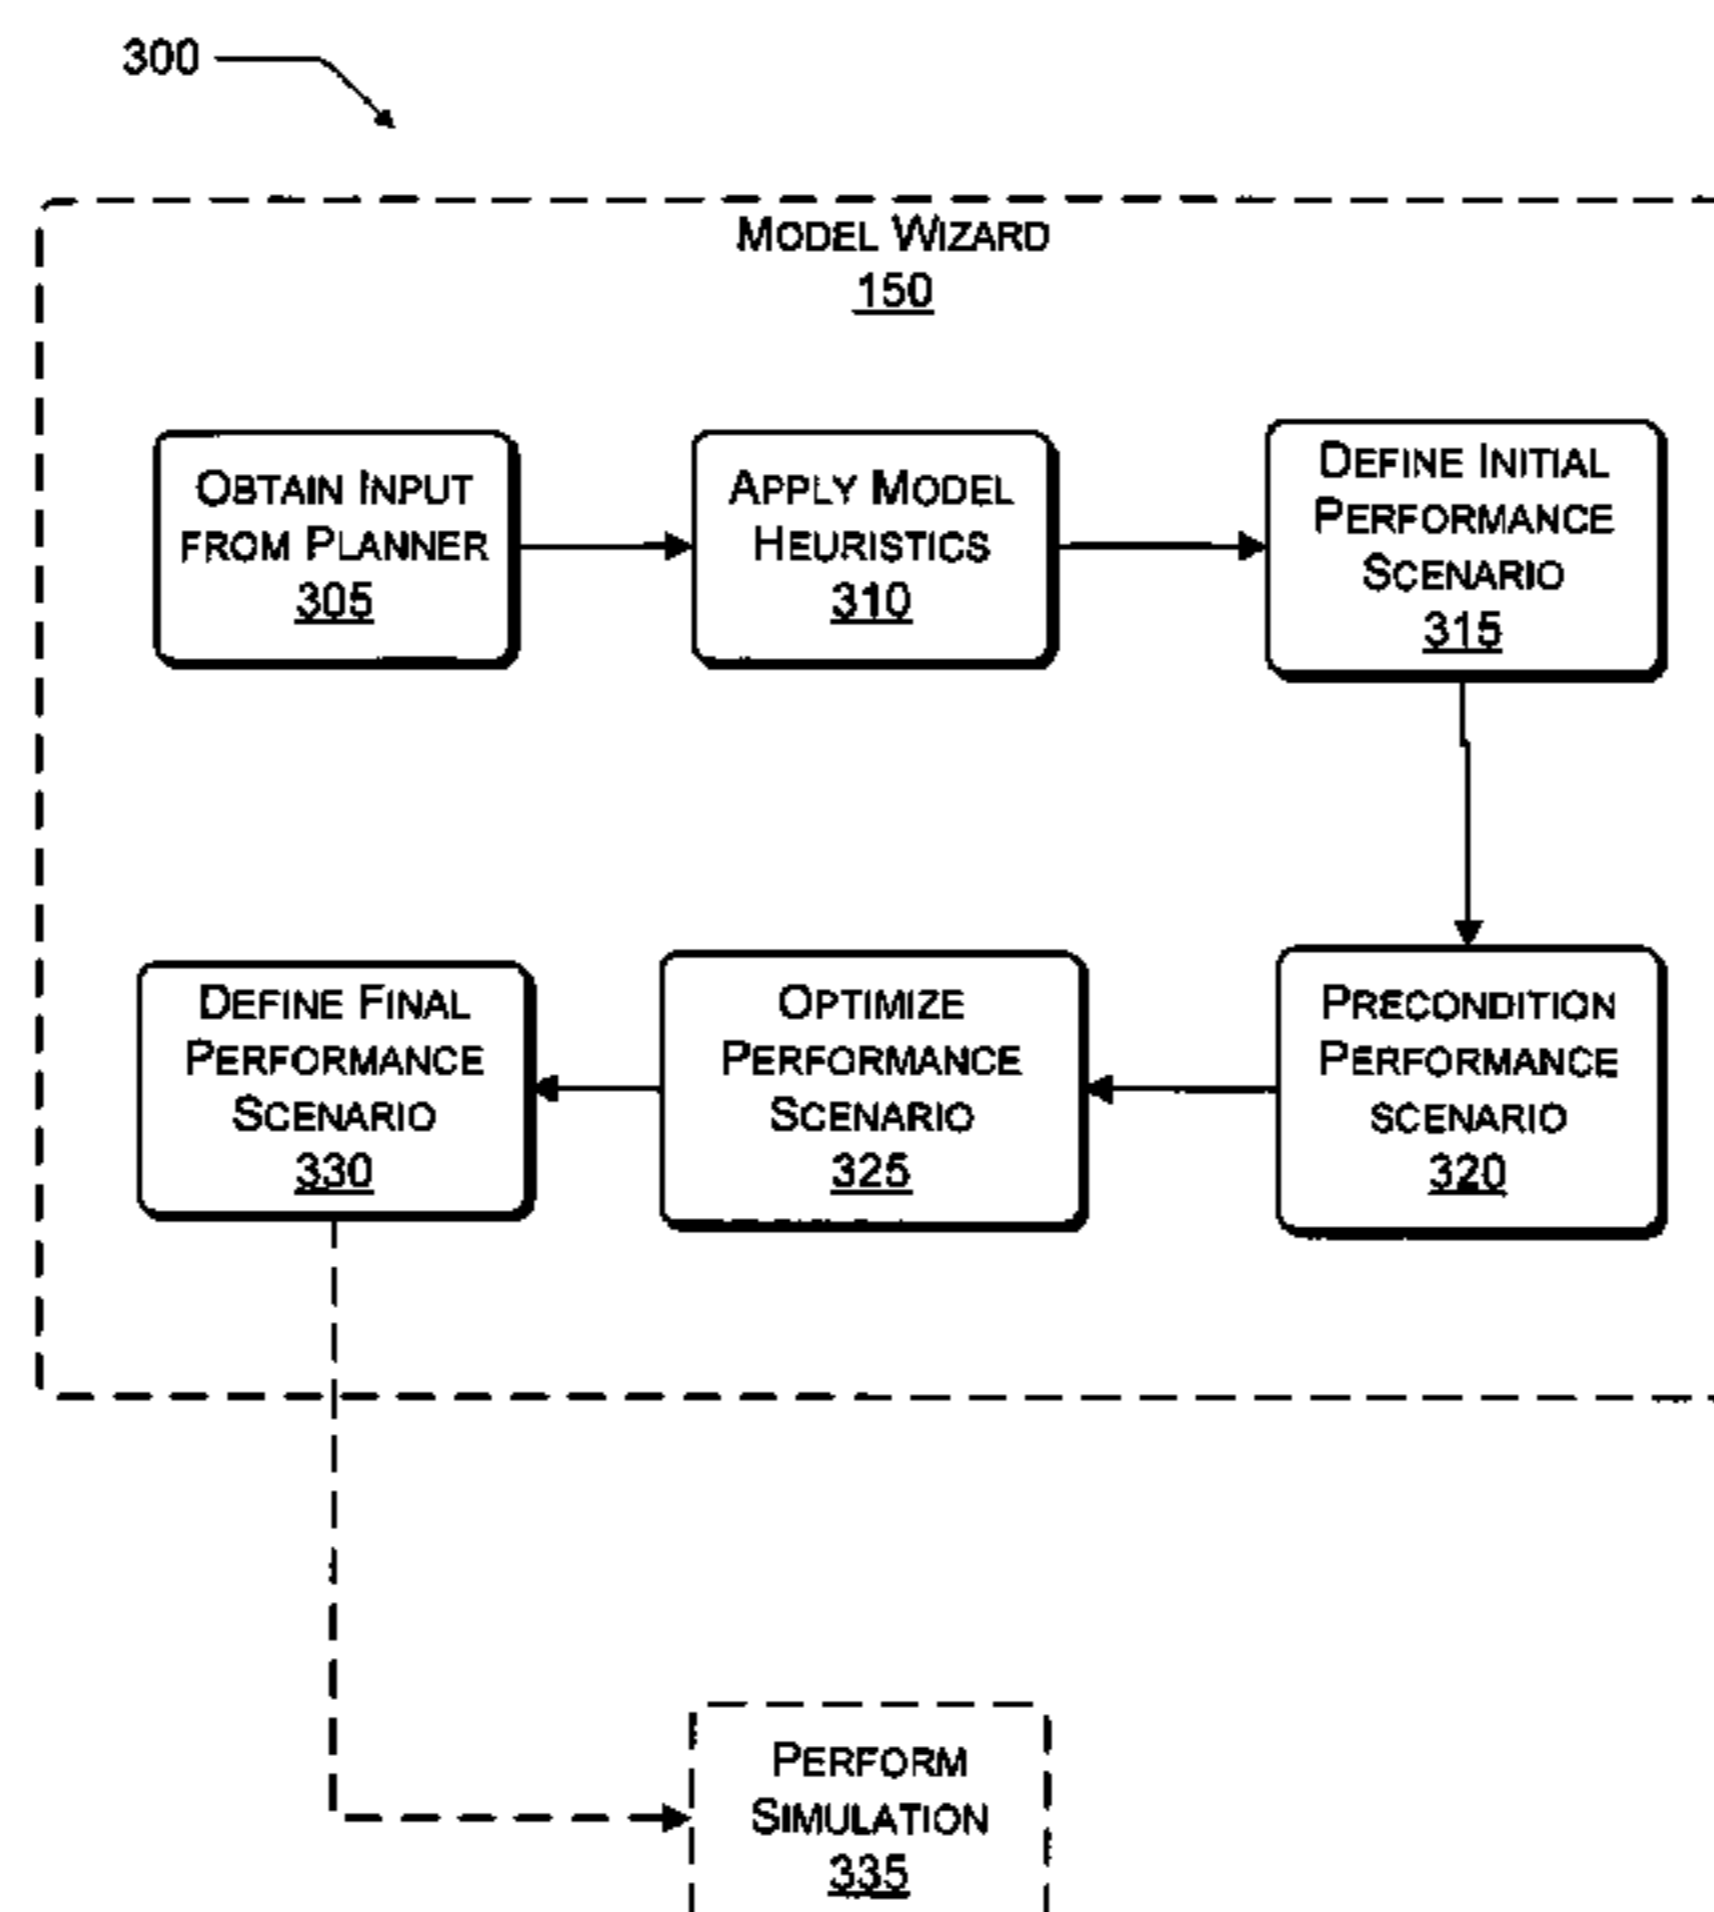 300
MODEL WIZARD
150
OBTAIN INPUT
FROM PLANNER
305
APPLY MODEL
HEURISTICS
310
DEFINE INITIAL
PERFORMANCE
SCENARIO
315
DEFINE FINAL
PERFORMANCE
SCENARIO
330
OPTIMIZE
PERFORMANCE
SCENARIO
325
PRECONDITION
PERFORMANCE
SCENARIO
320
PERFORM
SIMULATION
335